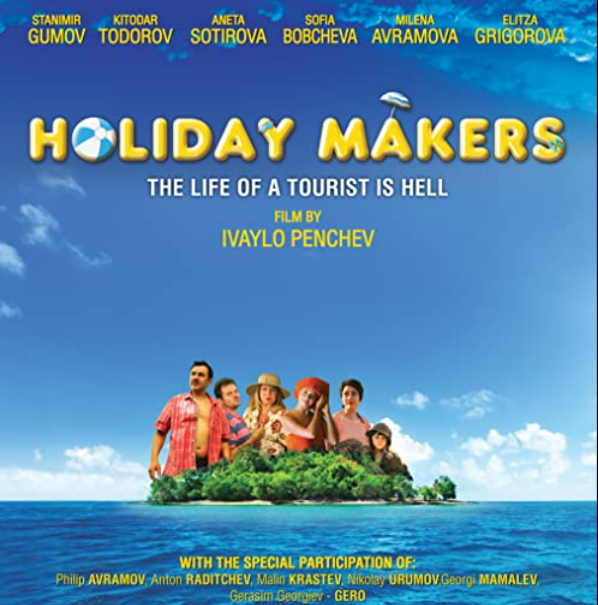 STANIMIR KITODAR ANETA SOFIA MILENA ELITZA
GUMOV TODOROV SOTIROVA BOBCHEVA AVRAMOVA GRIGOROVA
HOLIDAY MAKERS
THE LIFE OF A TOURIST IS HELL
FILM BY
IVAYLO PENCHEV
WITH THE SPECIAL PARTICIPATION OF:
Philip AVRAMOV, Anton RADITCHEV, Malin KRASTEV, Nikolay URUMOV,Georgi MAMALEV,
Gerasim Georgiev - GERO